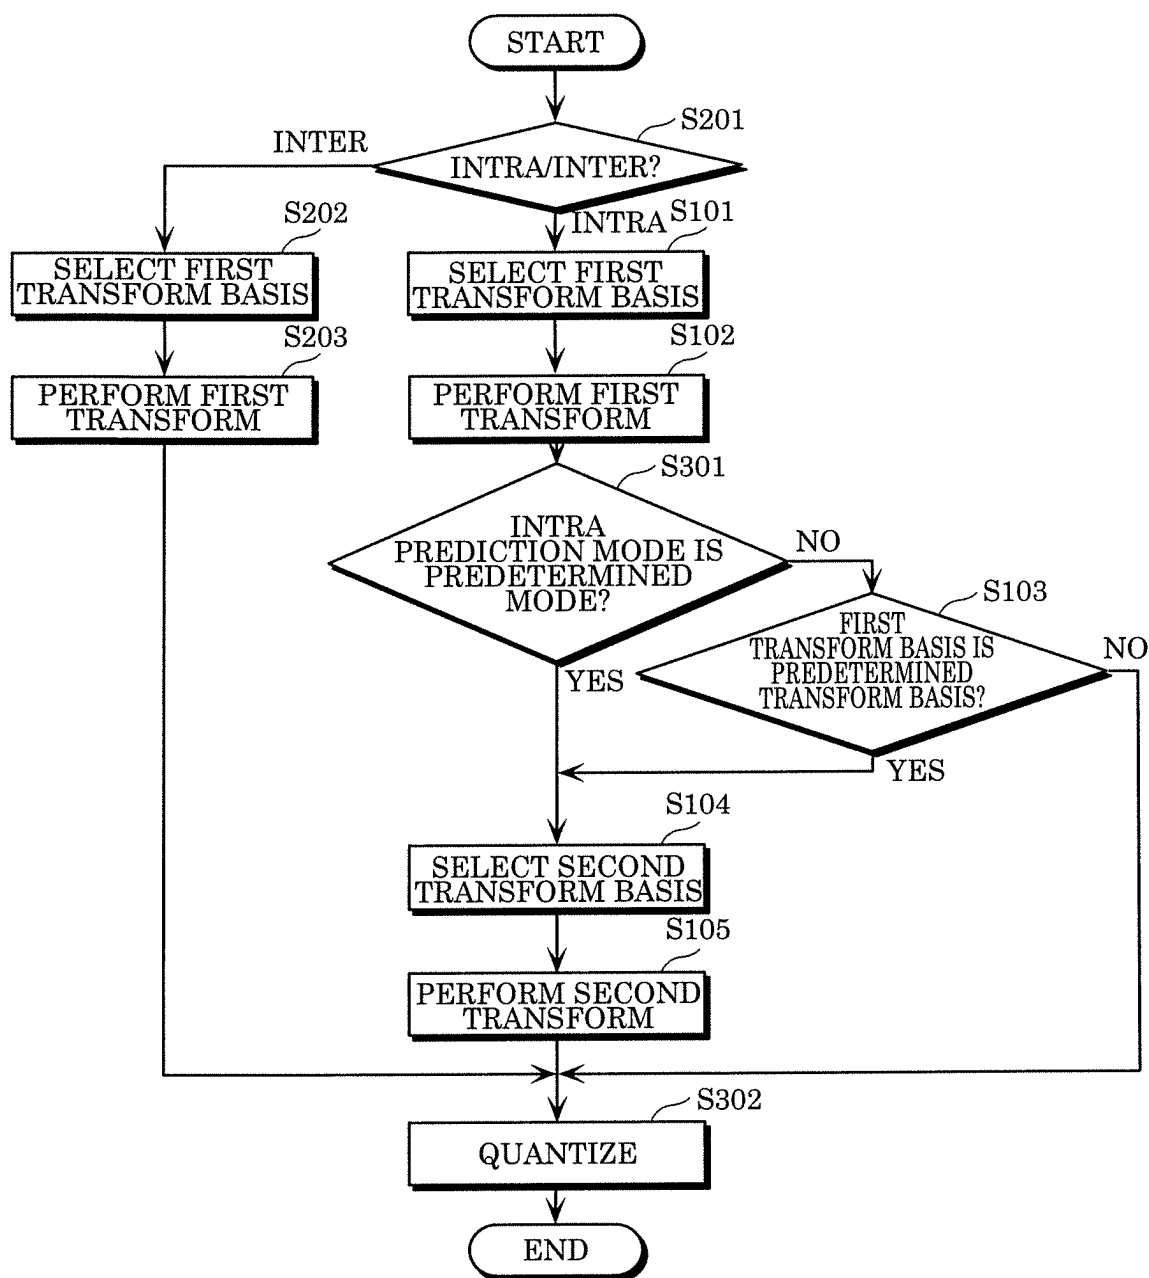 START
S201
INTER
INTRA/INTER?
S202
INTRA
S101
SELECT FIRST
TRANSFORM BASIS
SELECT FIRST
TRANSFORM BASIS
S203
S102
PERFORM FIRST
TRANSFORM
PERFORM FIRST
TRANSFORM
S301
INTRA
PREDICTION MODE IS
PREDETERMINED
MODE?
NO
S103
FIRST
TRANSFORM BASIS IS
PREDETERMINED
TRANSFORM BASIS?
NO
YES
YES
S104
SELECT SECOND
TRANSFORM BASIS
S105
PERFORM SECOND
TRANSFORM
S302
QUANTIZE
END